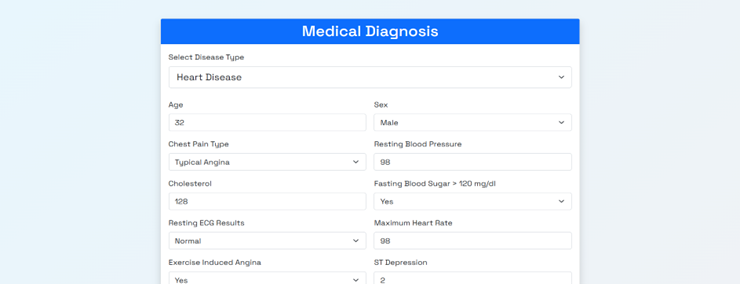 Medical Diagnosis
Select Disease Type
Heart Disease
Age
Sex
32
Male
Chest Pain Type
Resting Blood Pressure
Typical Angina
98
Cholesterol
Fasting Blood Sugar > 120 mg/dl
128
Yes
Resting ECG Results
Maximum Heart Rate
Normal
98
Exercise Induced Angina
ST Depression
Yes
2